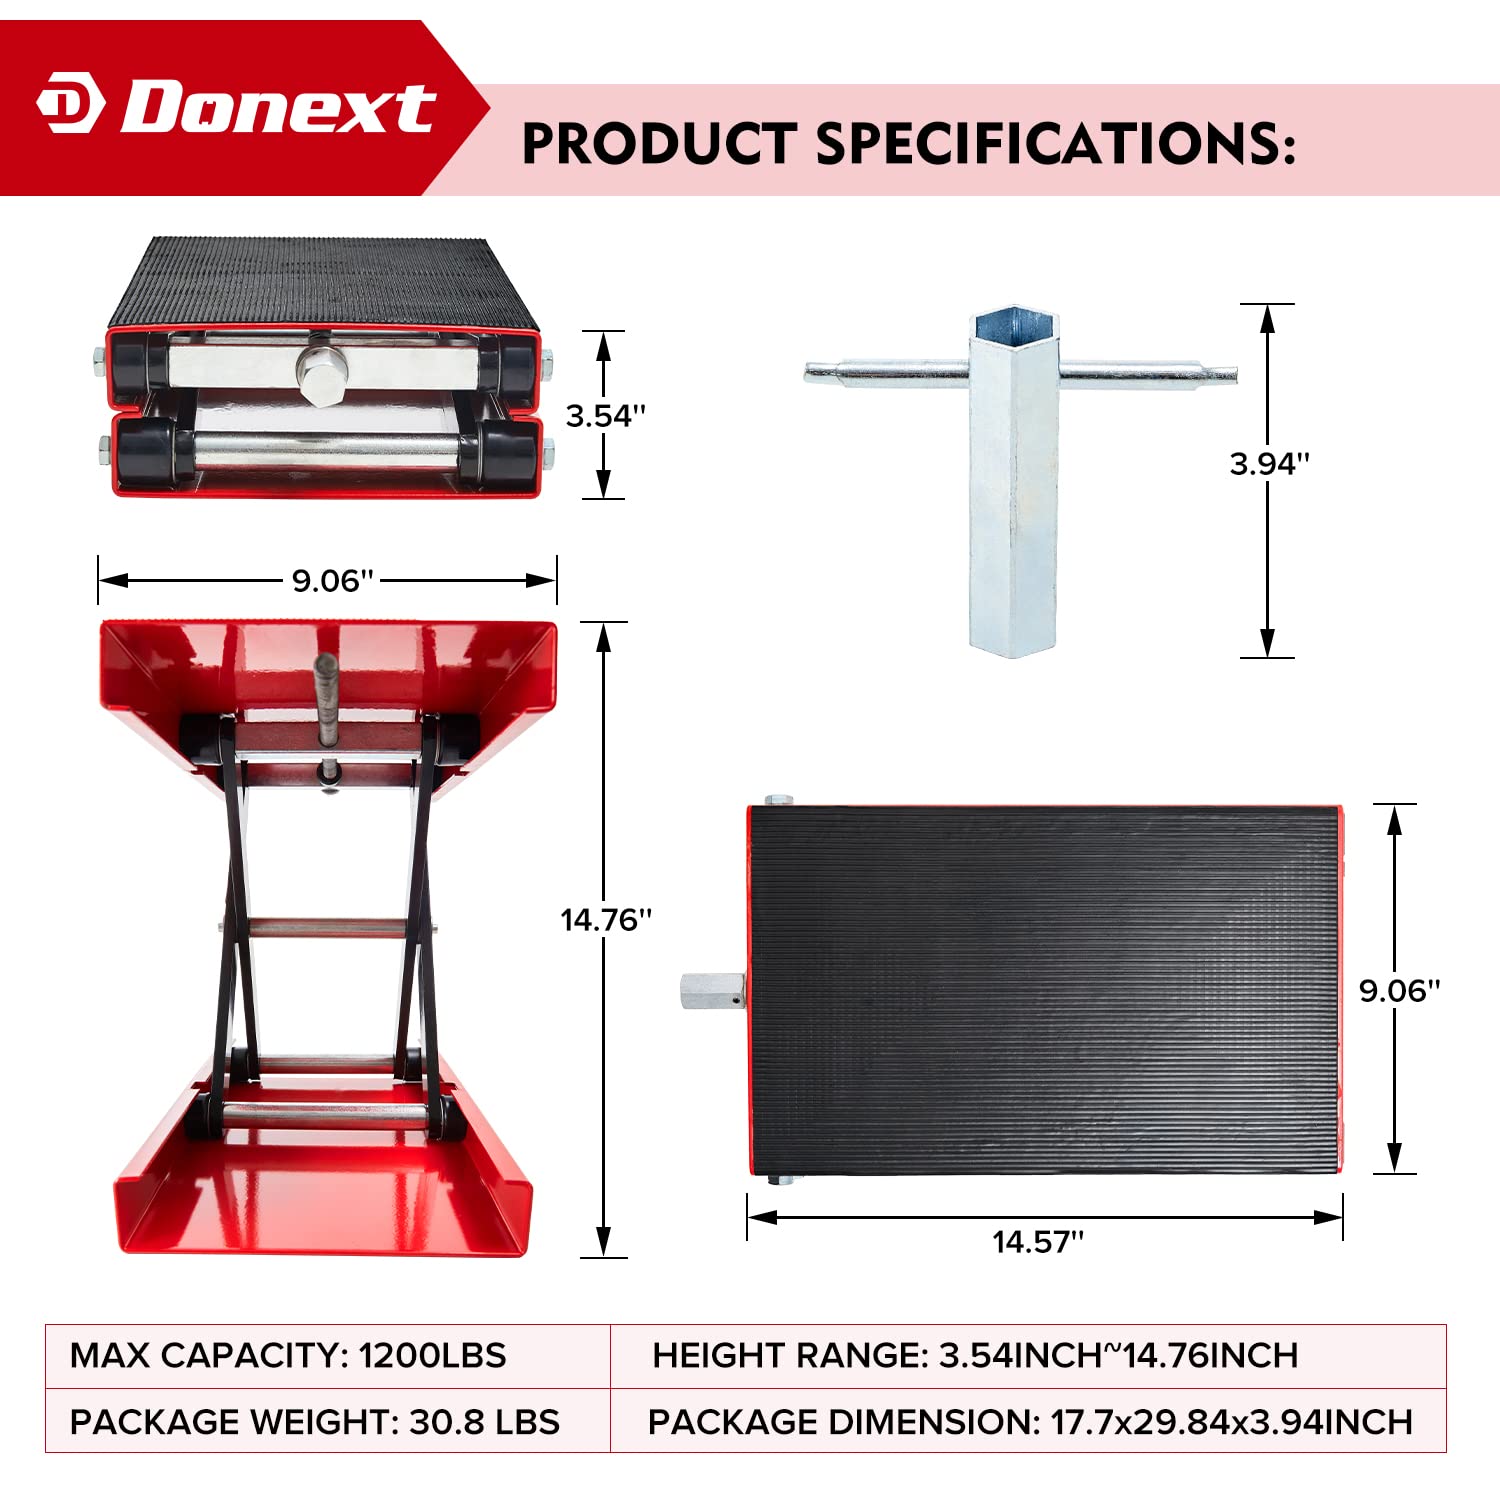 D Donext
PRODUCT SPECIFICATIONS:
3.54"
3.94"
9.06"
14.76"
9.06"
14.57"
MAX CAPACITY: 1200LBS
HEIGHT RANGE: 3.54INCH~14.76INCH
PACKAGE WEIGHT: 30.8 LBS
PACKAGE DIMENSION: 17.7x29.84x3.94INCH